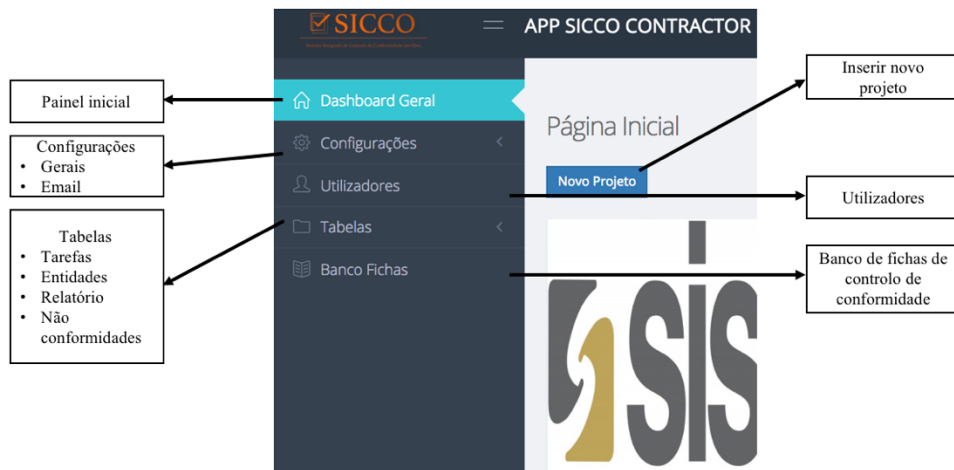 SICCO
APP SICCO CONTRACTOR
Painel inicial
Configurações
• Gerais
• Email
Tabelas
• Tarefas
• Entidades
• Relatório
• Não
conformidades
Dashboard Geral
Configurações
Utilizadores
Tabelas
Banco Fichas
Página Inicial
Novo Projeto
SIS
Inserir novo
projeto
Utilizadores
Banco de fichas de
controlo de
conformidade